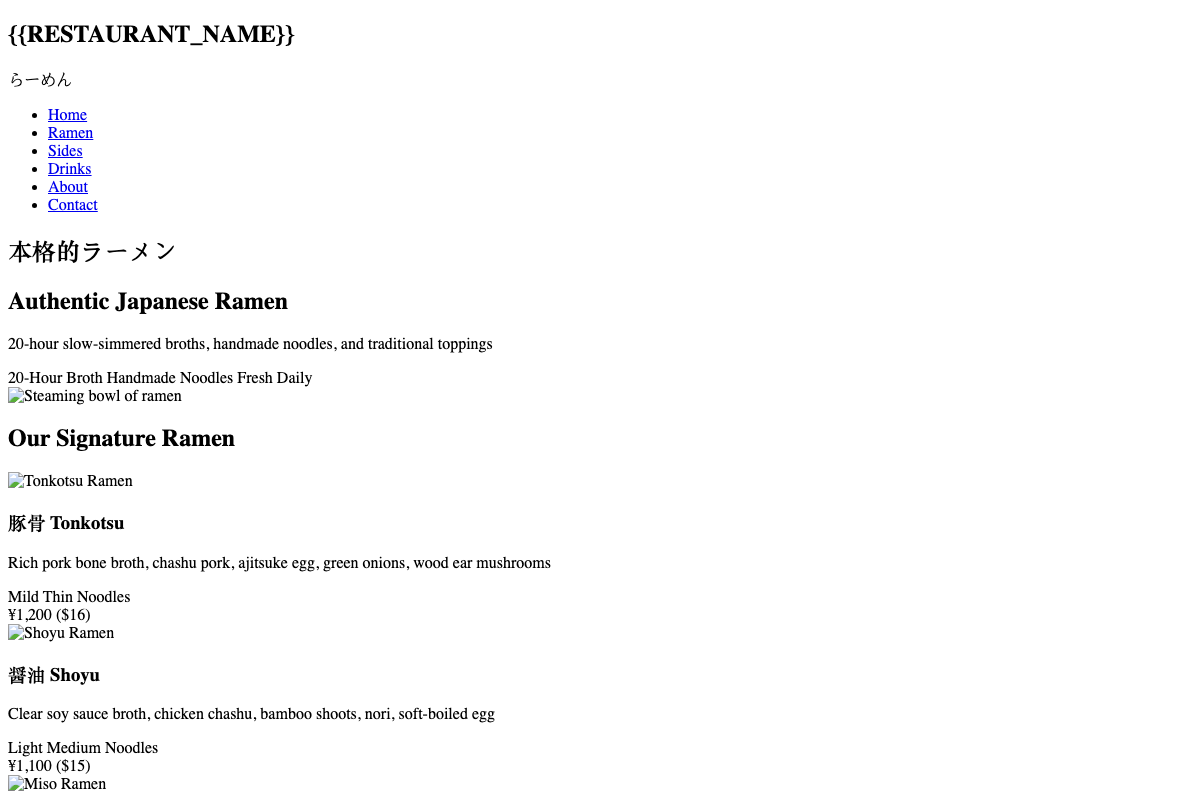 {{RESTAURANT_NAME}}
らーめん
Home
Ramen
Sides
Drinks
About
Contact
本格的ラーメン
Authentic Japanese Ramen
20-hour slow-simmered broths, handmade noodles, and traditional toppings
20-Hour Broth Handmade Noodles Fresh Daily
Steaming bowl of ramen
Our Signature Ramen
Tonkotsu Ramen
豚骨 Tonkotsu
Rich pork bone broth, chashu pork, ajitsuke egg, green onions, wood ear mushrooms
Mild Thin Noodles
¥1,200 ($16)
Shoyu Ramen
醤油 Shoyu
Clear soy sauce broth, chicken chashu, bamboo shoots, nori, soft-boiled egg
Light Medium Noodles
¥1,100 ($15)
Miso Ramen